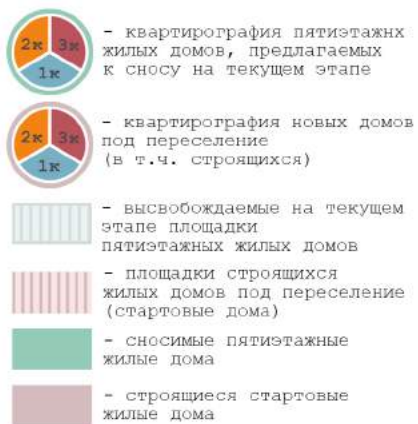 2к 3к
1к
- квартирография пятиэтажнх
жилых домов, предлагаемых
к сносу на текущем этапе
2к 3к
1к
- квартирография новых домов
под переселение
(в т.ч. строящихся)
- высвобождаемые на текущем
этапе площадки
пятиэтажных жилых домов
- площадки строящихся
жилых домов под переселение
(стартовые дома)
- сносимые пятиэтажные
жилые дома
- строящиеся стартовые
жилые дома